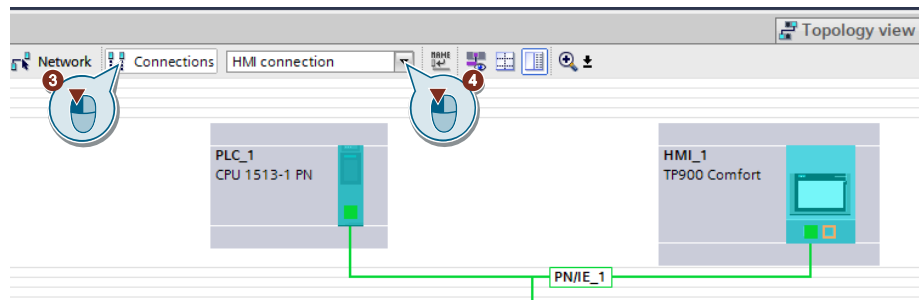 Topology view
Network Connections HMI connection NAME
3 4
PLC_1
CPU 1513-1 PN
HMI_1
TP900 Comfort
PN/IE_1